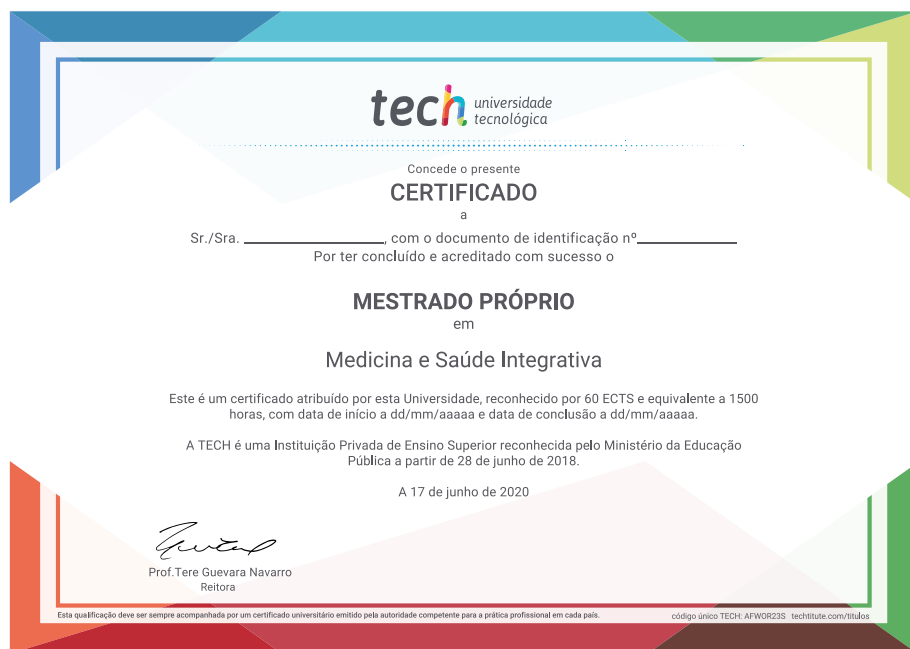 tech universidade
tecnológica
Concede o presente
CERTIFICADO
a
Sr./Sra. ________________, com o documento de identificação nº____________
Por ter concluído e acreditado com sucesso o
MESTRADO PRÓPRIO
em
Medicina e Saúde Integrativa
Este é um certificado atribuído por esta Universidade, reconhecido por 60 ECTS e equivalente a 1500
horas, com data de início a dd/mm/aaaaa e data de conclusão a dd/mm/aaaaa.
A TECH é uma Instituição Privada de Ensino Superior reconhecida pelo Ministério da Educação
Pública a partir de 28 de junho de 2018.
A 17 de junho de 2020
Prof.Tere Guevara Navarro
Reitora
Esta qualificação deve ser sempre acompanhada por um certificado universitário emitido pela autoridade competente para a prática profissional em cada país.
código único TECH: AFWOR23S techtitute.com/titulos